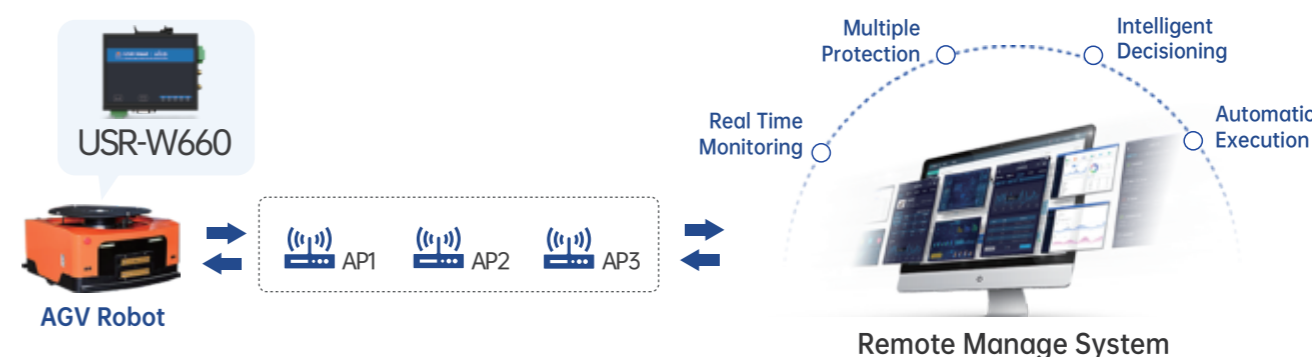 USR-W660
AGV Robot
AP1
AP2
AP3
Real Time
Monitoring
Multiple
Protection
Intelligent
Decisioning
Automatic
Execution
Remote Manage System